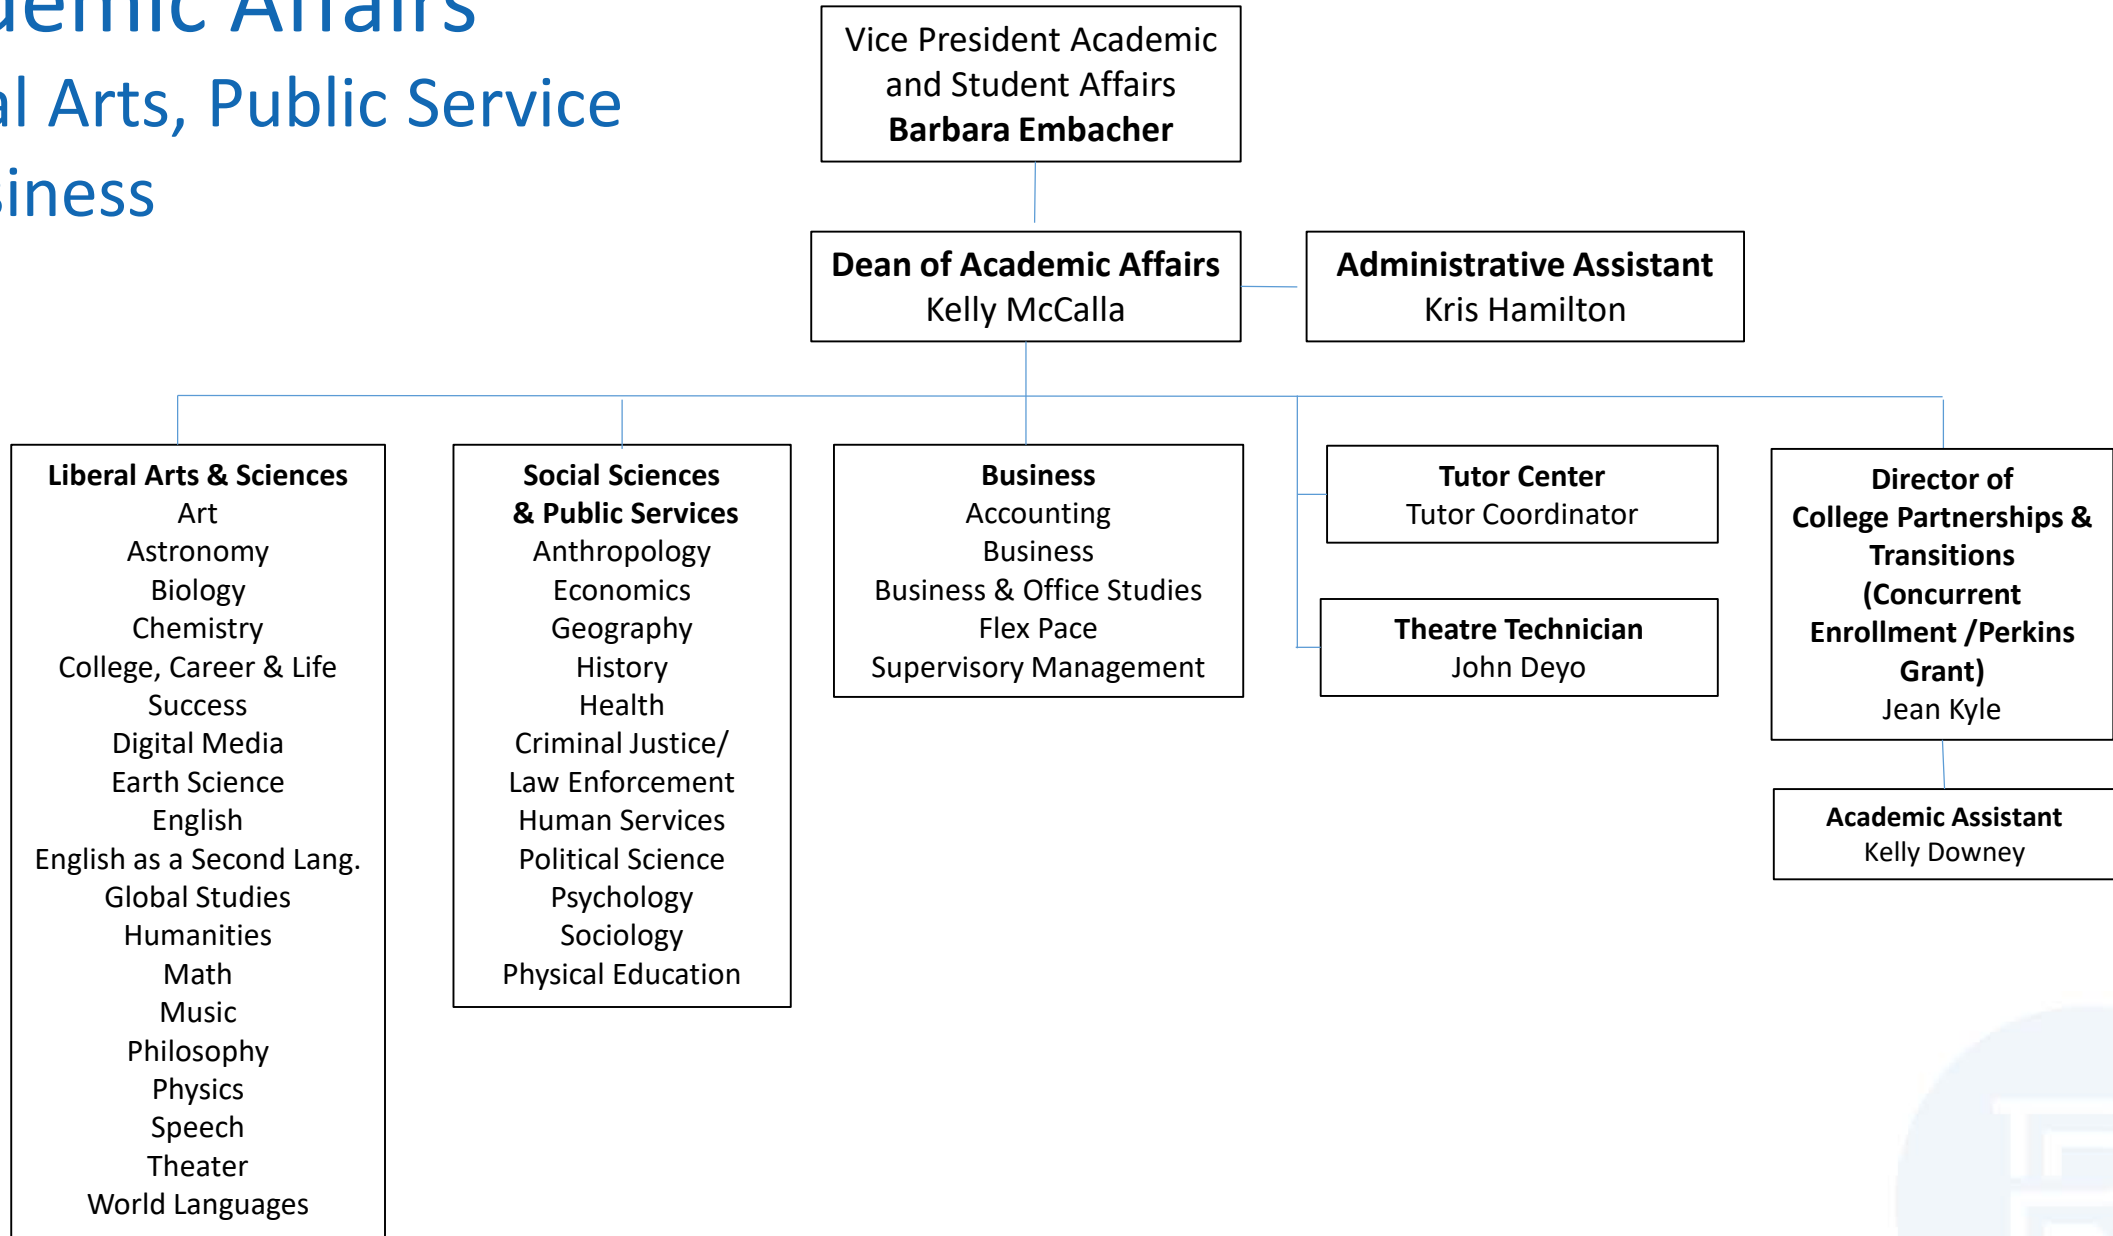 Affairs
Arts, Public Service
Vice President Academic
and Student Affairs
Barbara Embacher
Dean of Academic Affairs
Kelly McCalla
Administrative Assistant
Kris Hamilton
Liberal Arts & Sciences
Art
Astronomy
Biology
Chemistry
College, Career & Life
Success
Digital Media
Earth Science
English
English as a Second Lang.
Global Studies
Humanities
Math
Music
Philosophy
Physics
Speech
Theater
World Languages
Social Sciences
& Public Services
Anthropology
Economics
Geography
History
Health
Criminal Justice/
Law Enforcement
Human Services
Political Science
Psychology
Sociology
Physical Education
Business
Accounting
Business
Business & Office Studies
Flex Pace
Supervisory Management
Tutor Center
Tutor Coordinator
Theatre Technician
John Deyo
Director of
College Partnerships &
Transitions
(Concurrent
Enrollment /Perkins
Grant)
Jean Kyle
Academic Assistant
Kelly Downey